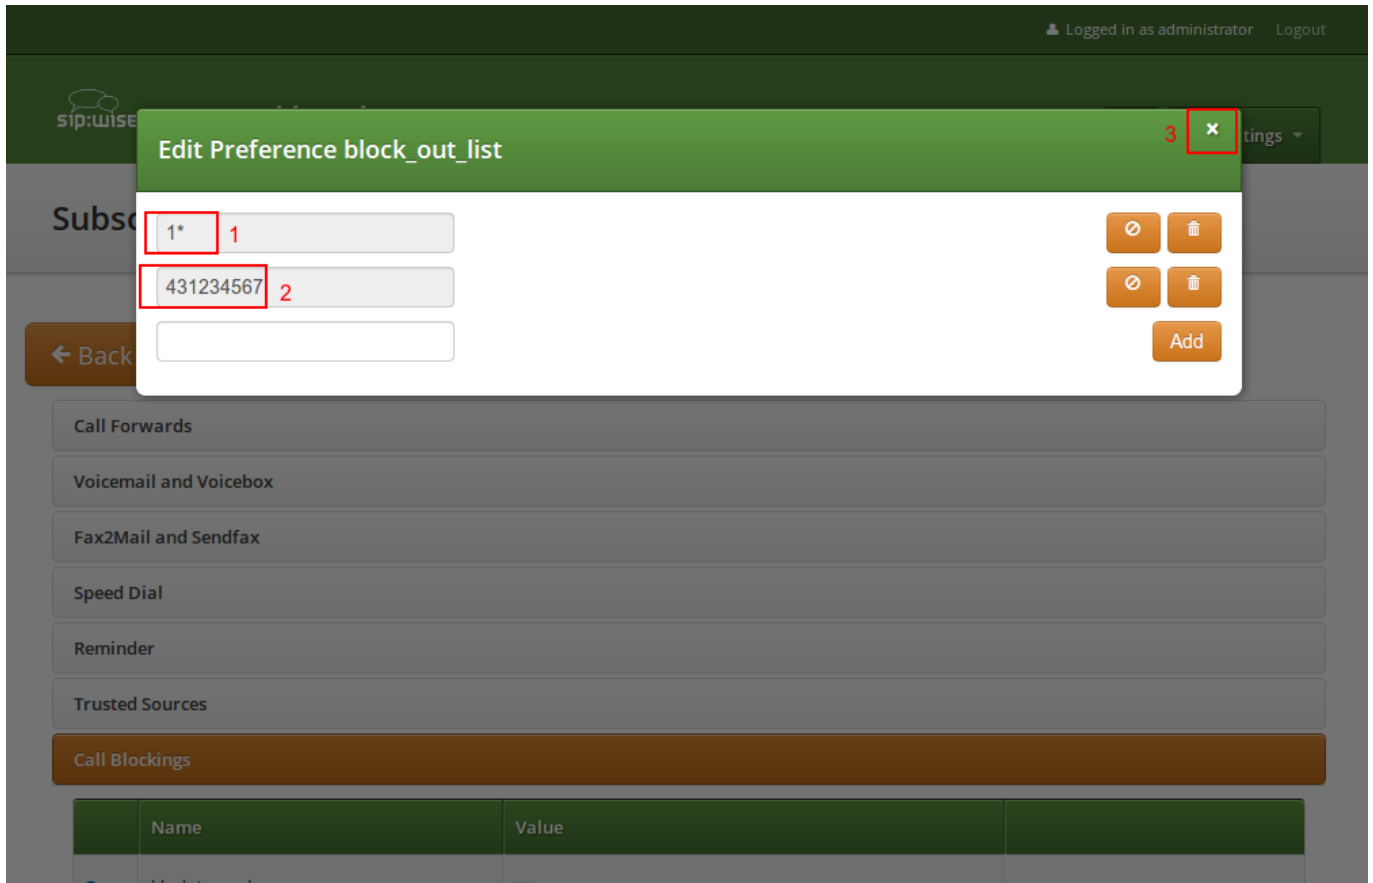 Logged in as administrator Logout
sip:wise
Edit Preference block_out_list
3
×
tings
Subsc
1*
1
431234567
2
Add
Back
Call Forwards
Voicemail and Voicebox
Fax2Mail and Sendfax
Speed Dial
Reminder
Trusted Sources
Call Blockings
Name Value